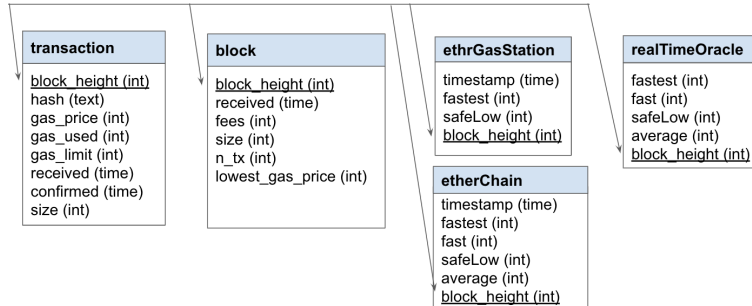 transaction
block_height (int)
hash (text)
gas_price (int)
gas_used (int)
gas_limit (int)
received (time)
confirmed (time)
size (int)
block
block_height (int)
received (time)
fees (int)
size (int)
n_tx (int)
lowest_gas_price (int)
ethrGasStation
timestamp (time)
fastest (int)
safeLow (int)
block_height (int)
etherChain
timestamp (time)
fastest (int)
fast (int)
safeLow (int)
average (int)
block_height (int)
realTimeOracle
fastest (int)
fast (int)
safeLow (int)
average (int)
block_height (int)